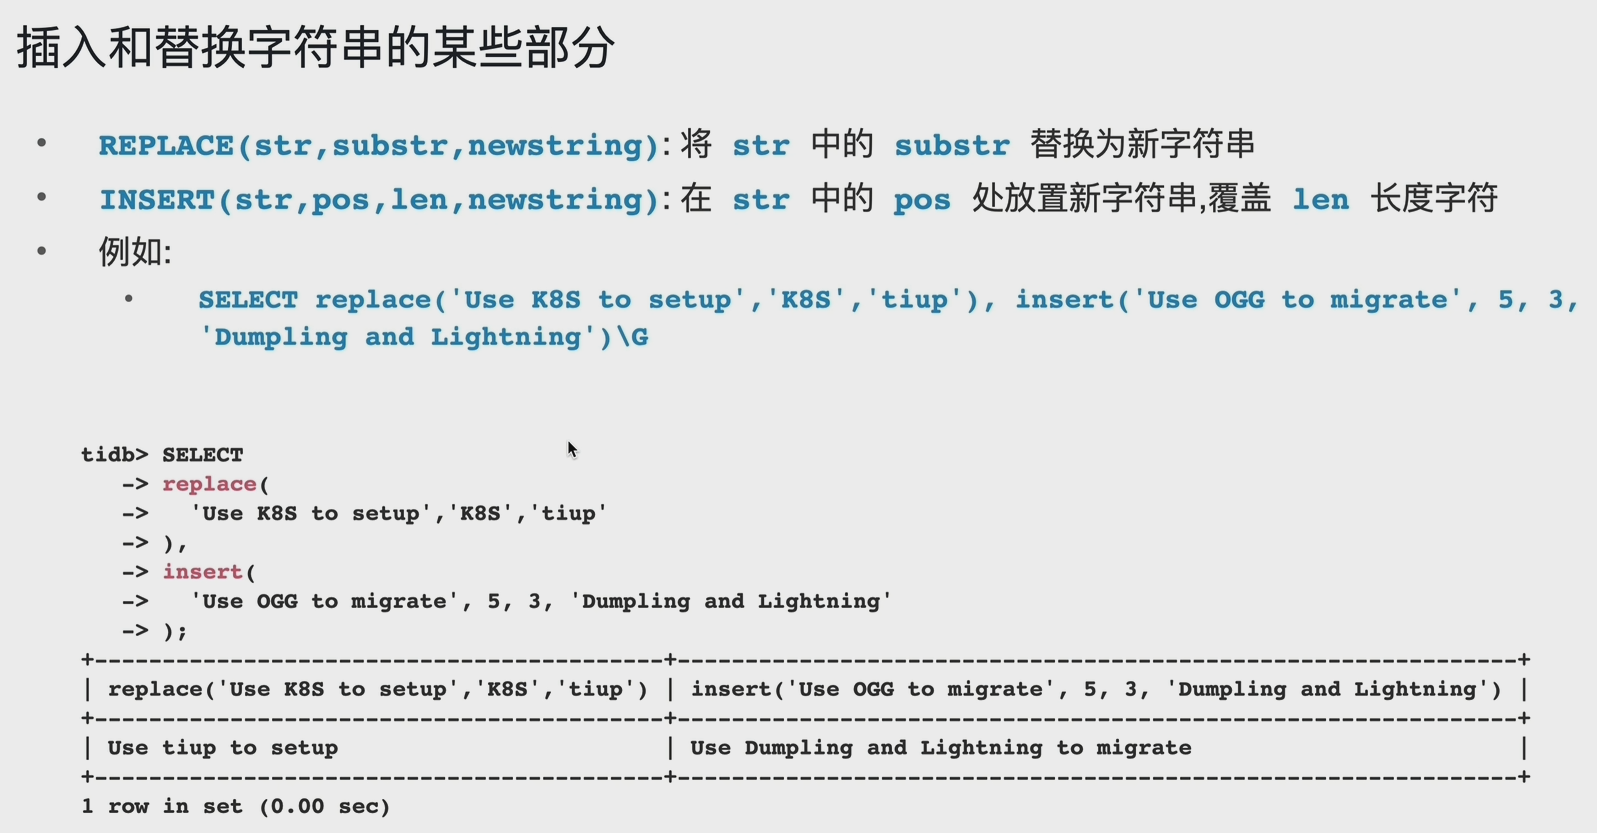 插入和替换字符串的某些部分
• REPLACE(str,substr,newstring): 将 str 中的 substr 替换为新字符串
• INSERT(str,pos,len,newstring): 在 str 中的 pos 处放置新字符串,覆盖 len 长度字符
• 例如:
• SELECT replace('Use K8S to setup','K8S','tiup'), insert('Use OGG to migrate', 5, 3,
'Dumpling and Lightning')\G
tidb> SELECT
-> replace(
->   'Use K8S to setup','K8S','tiup'
-> ),
-> insert(
->   'Use OGG to migrate', 5, 3, 'Dumpling and Lightning'
-> );
+------------------------------------------+--------------------------------------------------------------+
| replace('Use K8S to setup','K8S','tiup') | insert('Use OGG to migrate', 5, 3, 'Dumpling and Lightning') |
+------------------------------------------+--------------------------------------------------------------+
| Use tiup to setup                        | Use Dumpling and Lightning to migrate                        |
+------------------------------------------+--------------------------------------------------------------+
1 row in set (0.00 sec)